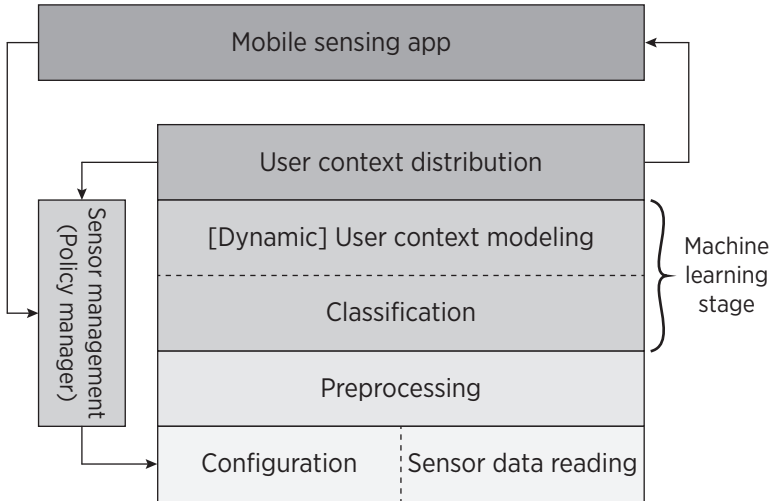 Mobile sensing app
User context distribution
Sensor management
(Policy manager)
[Dynamic] User context modeling
Classification
Machine
learning
stage
Preprocessing
Configuration
Sensor data reading